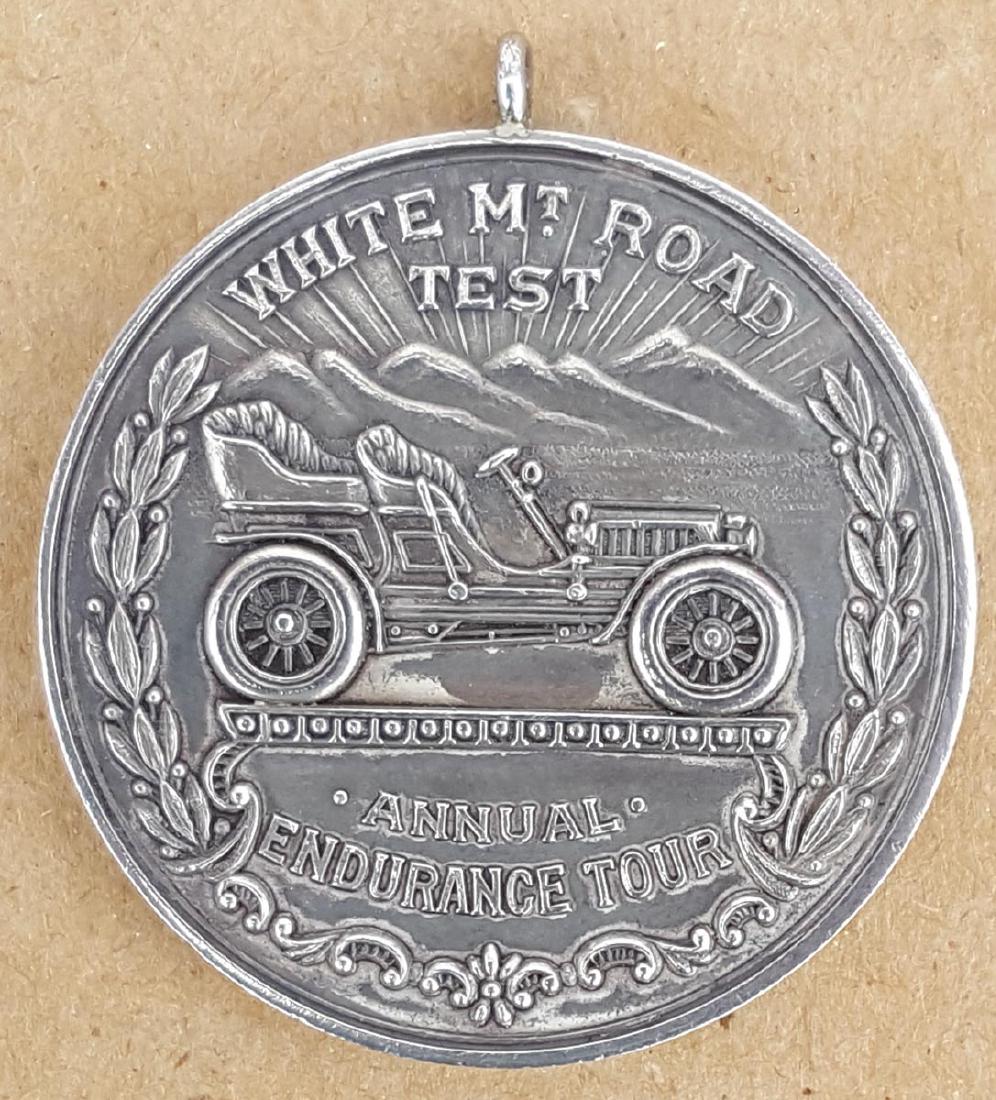 WHITE MT. ROAD
TEST
· ANNUAL ·
ENDURANCE TOUR